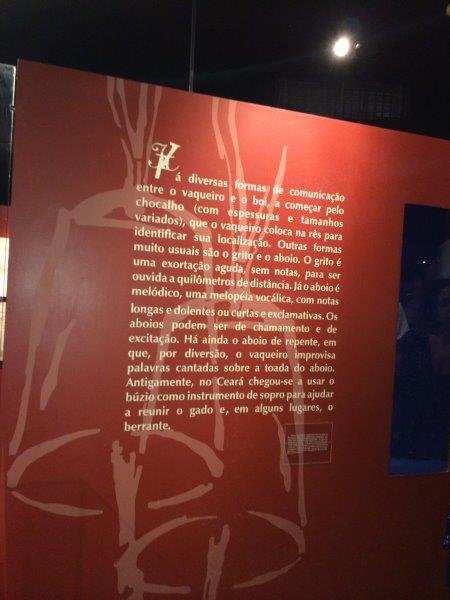 Há diversas formas de comunicação
entre o vaqueiro e o boi, a começar pelo
chocalho (com espessuras e tamanhos
variados), que o vaqueiro coloca na rês para
identificar sua localização. Outras formas
muito usuais são o grito e o aboio. O grito é
uma exortação aguda, sem notas, para ser
ouvida a quilômetros de distância. Já o aboio é
melódico, uma melopéia vocálica, com notas
longas e dolentes ou curtas e exclamativas. Os
aboios podem ser de chamamento e de
excitação. Há ainda o aboio de repente, em
que, por diversão, o vaqueiro improvisa
palavras cantadas sobre a toada do aboio.
Antigamente, no Ceará chegou-se a usar o
búzio como instrumento de sopro para ajudar
a reunir o gado e, em alguns lugares, o
berrante.